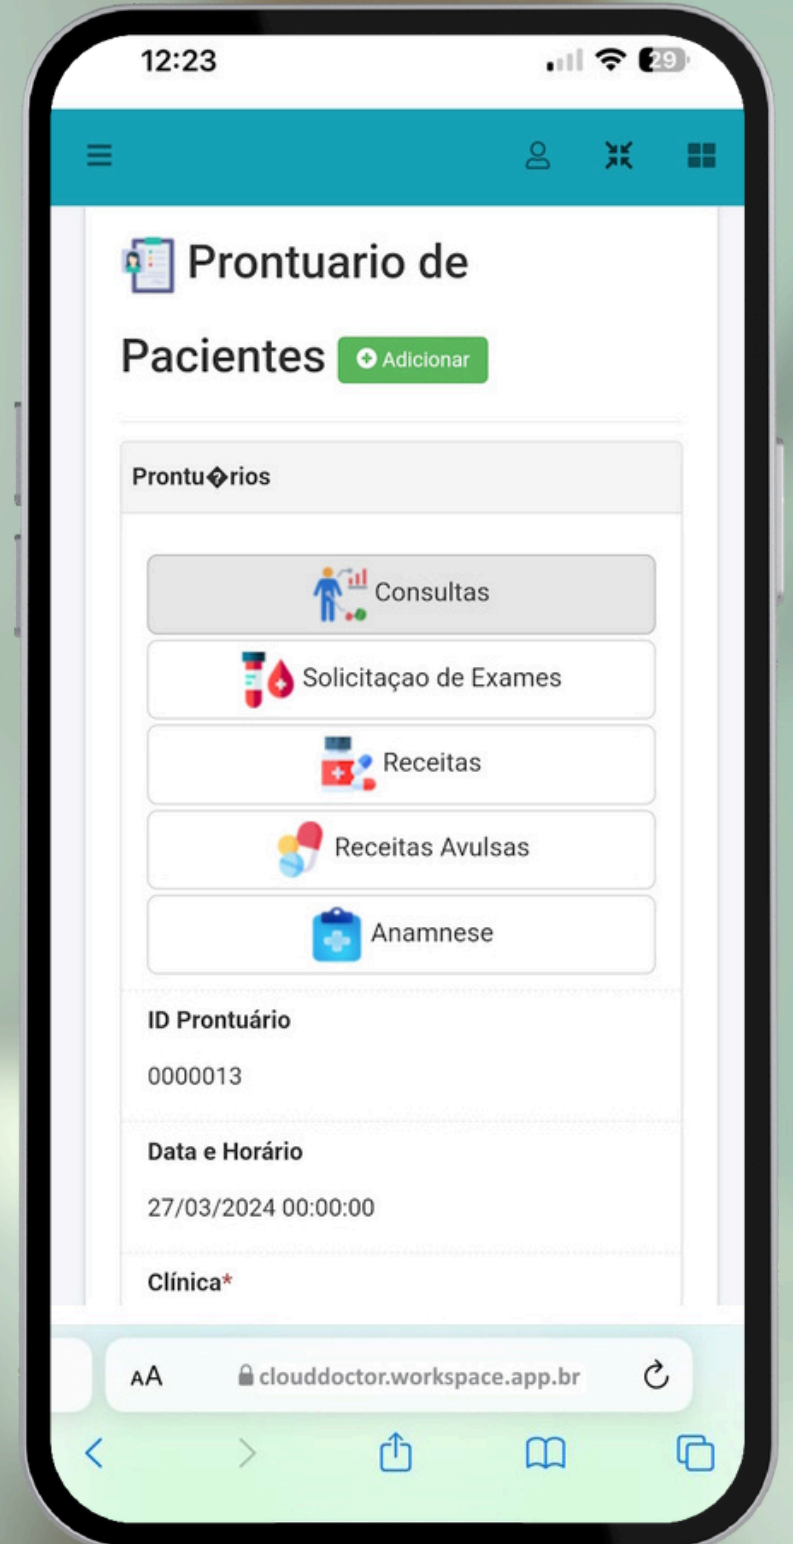 12:23
29
Prontuario de
Pacientes
Adicionar
Prontu�rios
Consultas
Solicitaçao de Exames
Receitas
Receitas Avulsas
Anamnese
ID Prontuário
0000013
Data e Horário
27/03/2024 00:00:00
Clínica*
AA
clouddoctor.workspace.app.br